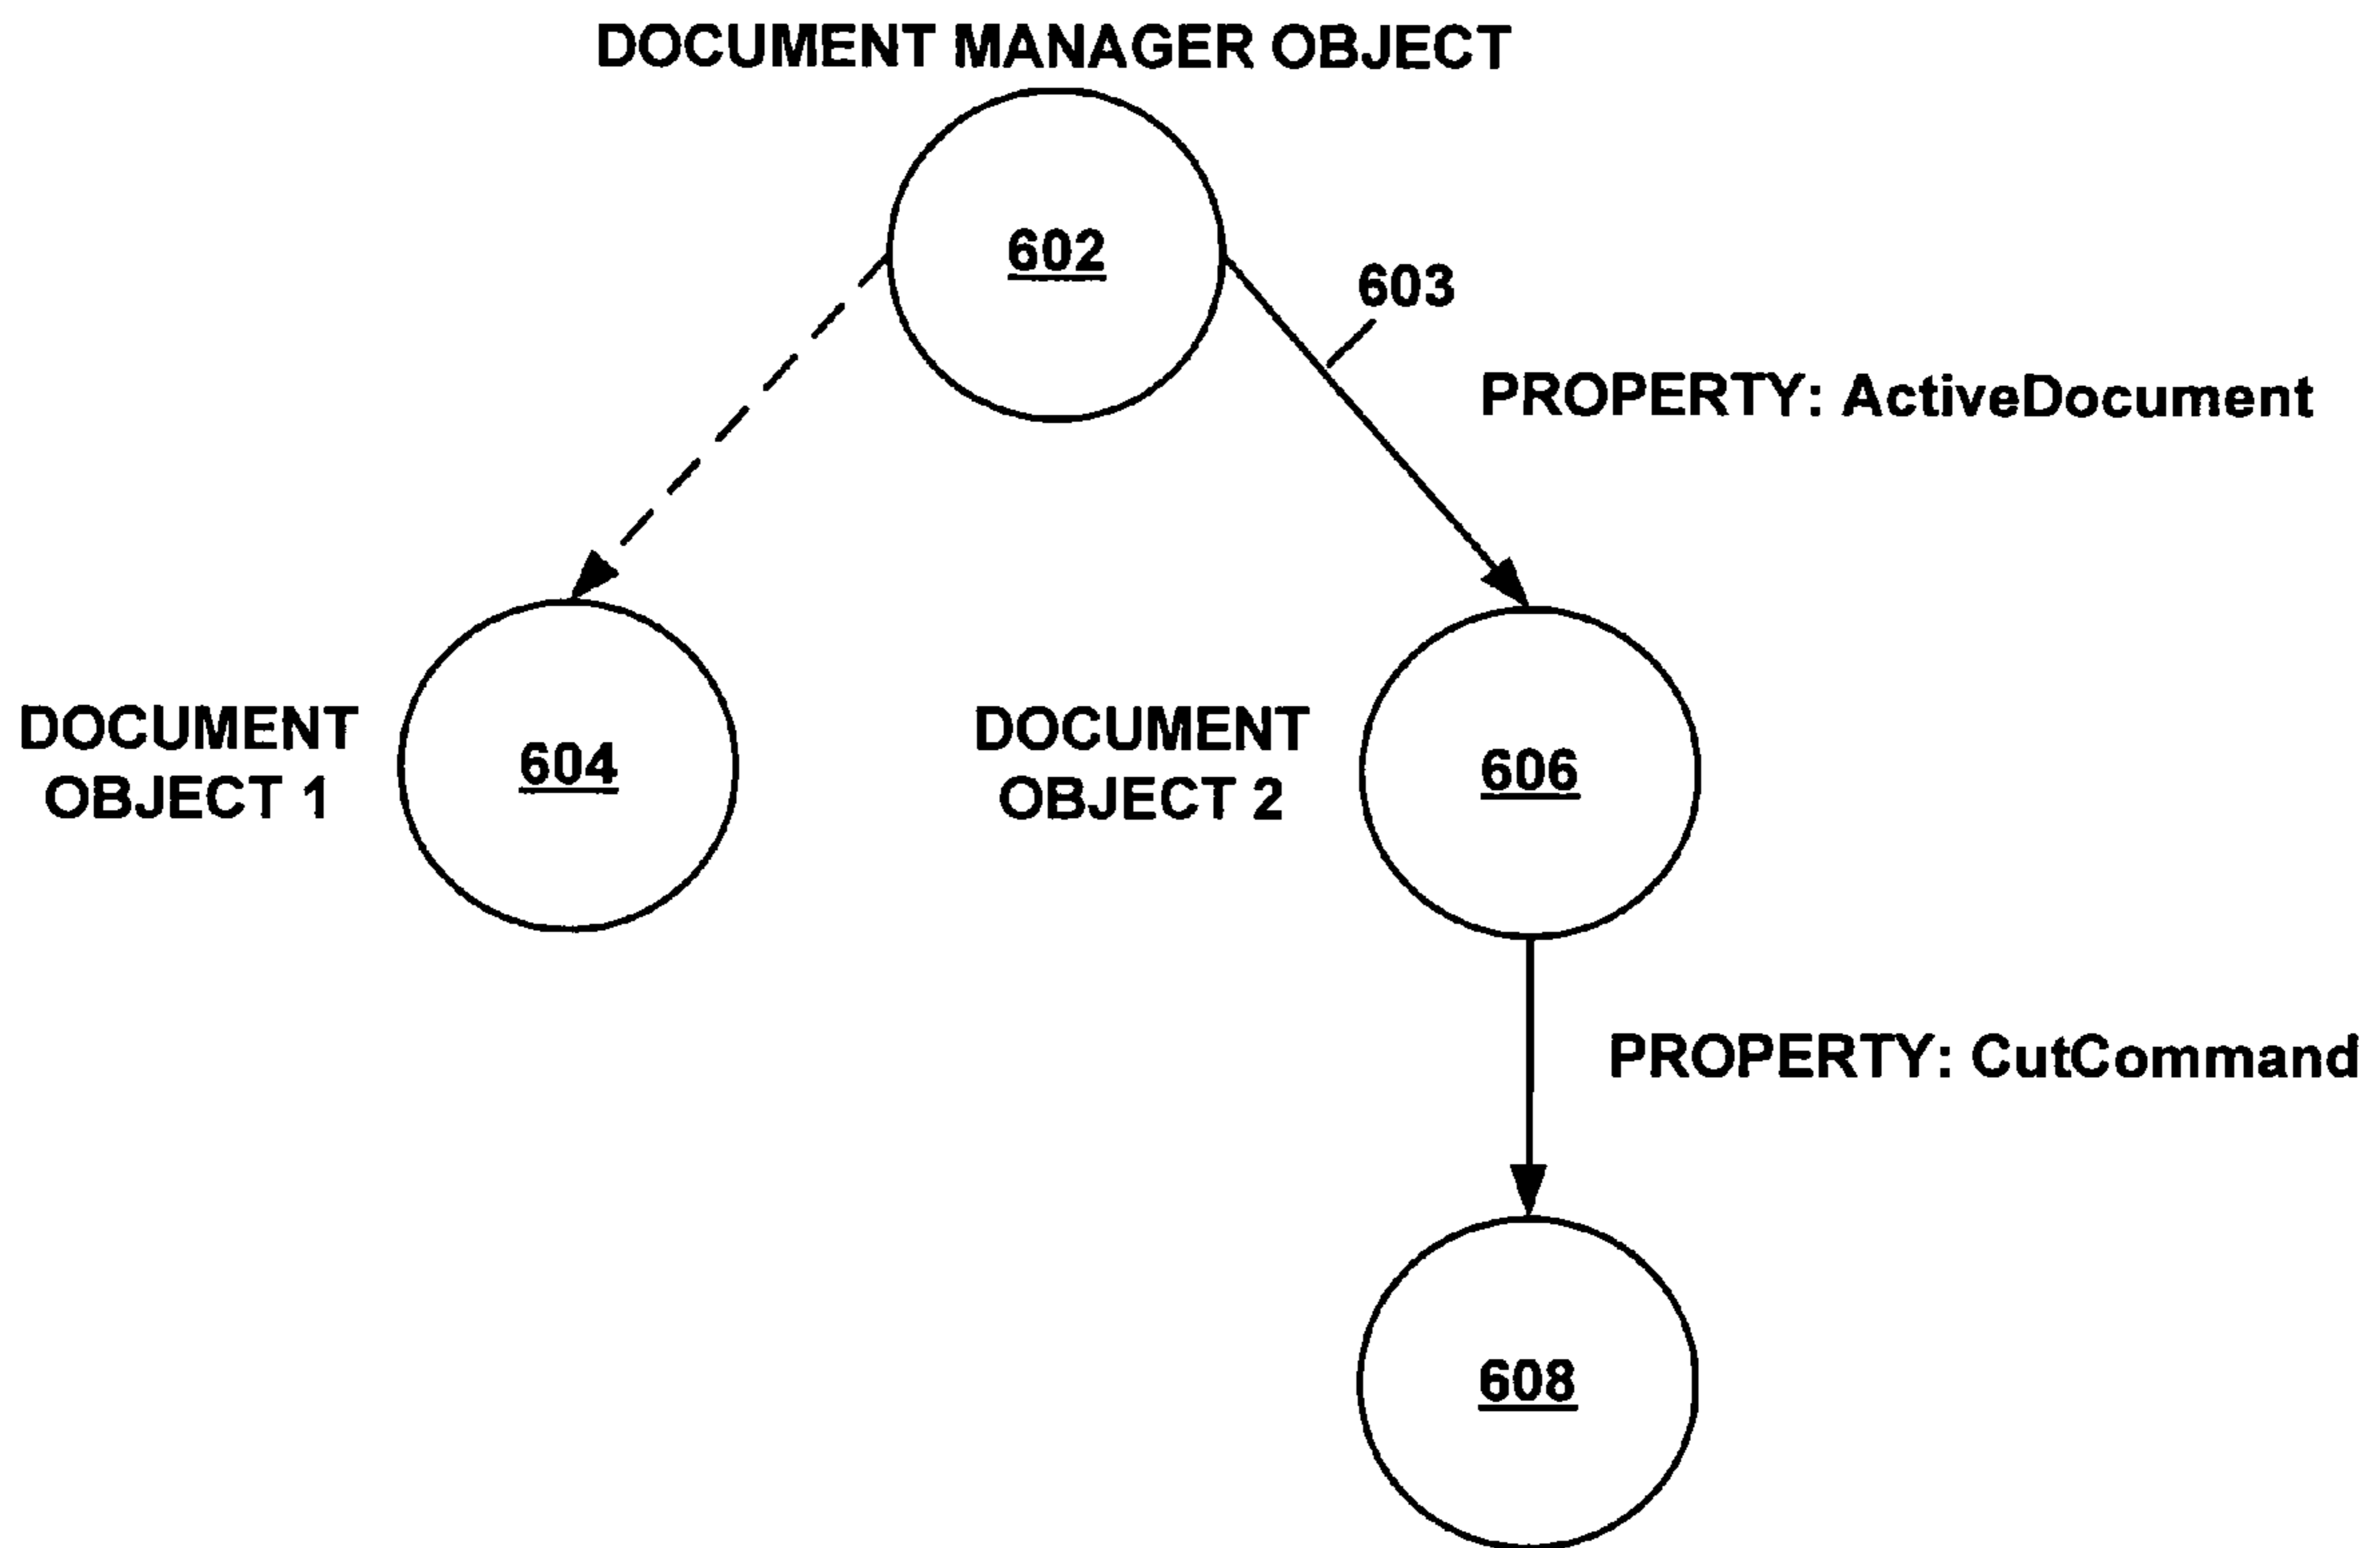 DOCUMENT MANAGER OBJECT
602
603
PROPERTY: ActiveDocument
DOCUMENT
OBJECT 1
604
DOCUMENT
OBJECT 2
606
PROPERTY: CutCommand
608